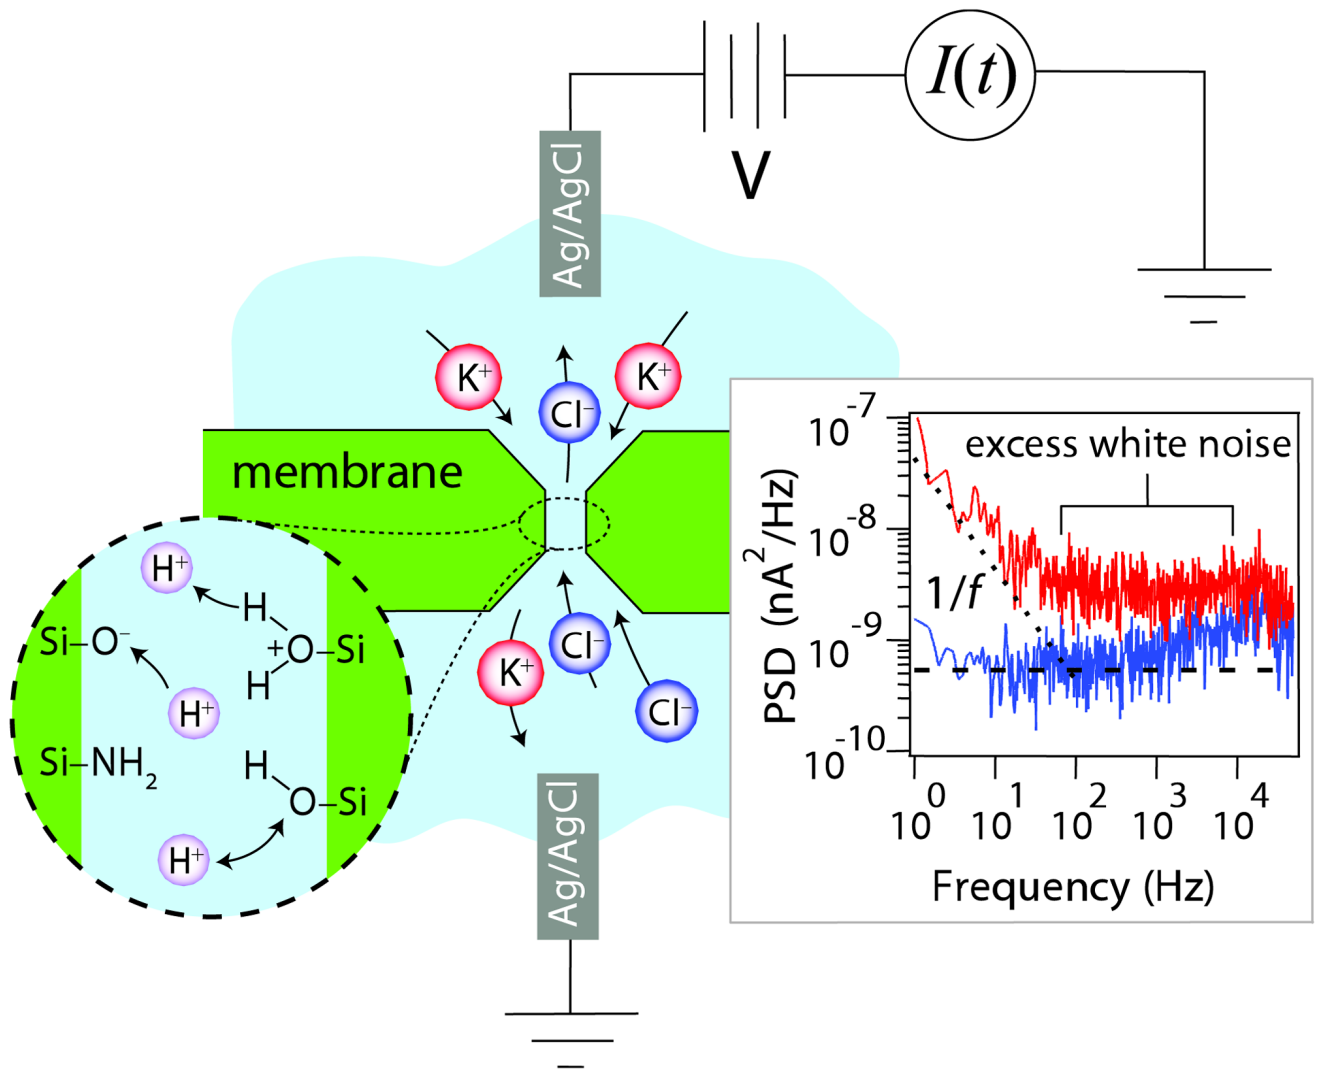 I(t)
V
Ag/AgCl
K⁺
K⁺
Cl⁻
membrane
Cl⁻
K⁺
Cl⁻
Ag/AgCl
H⁺
H
Si–O⁻
⁺O–Si
H
H⁺
Si–NH₂
H
O–Si
H⁺
excess white noise
1/f
PSD (nA²/Hz)
10⁻⁷
10⁻⁸
10⁻⁹
10⁻¹⁰
10⁰ 10¹ 10² 10³ 10⁴
Frequency (Hz)